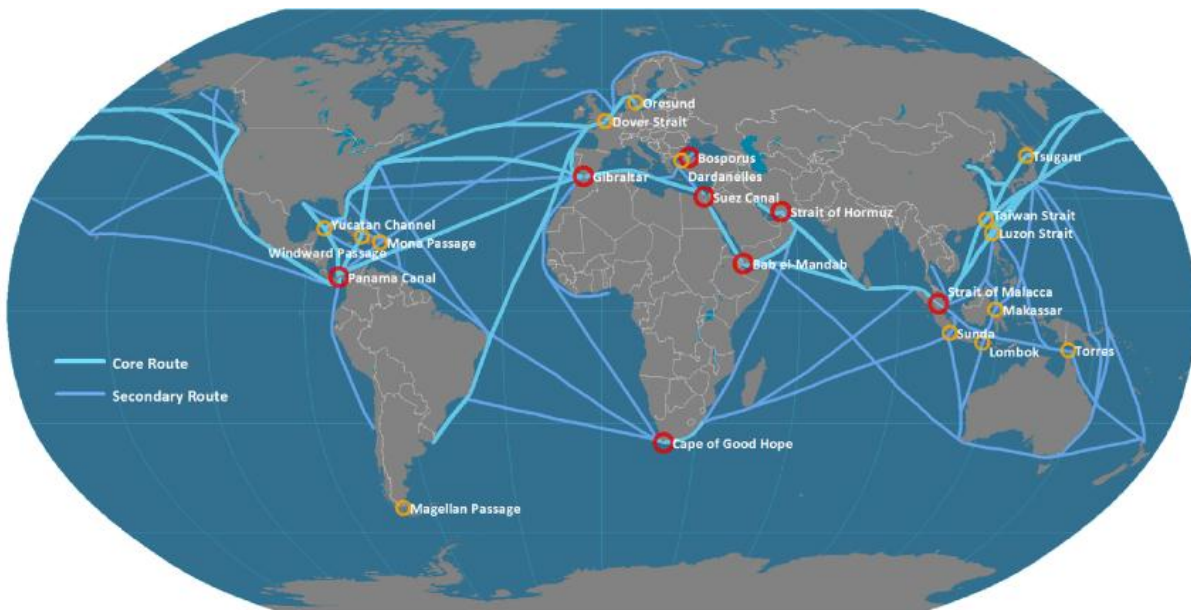 Oresund
Dover Strait
Bosporus
Tsugaru
Dardanelles
Gibraltar
Suez Canal
Strait of Hormuz
Taiwan Strait
Yucatan Channel
Luzon Strait
Mona Passage
Windward Passage
Bab el-Mandab
Panama Canal
Strait of Malacca
Makassar
Sunda
Lombok
Torres
Core Route
Secondary Route
Cape of Good Hope
Magellan Passage